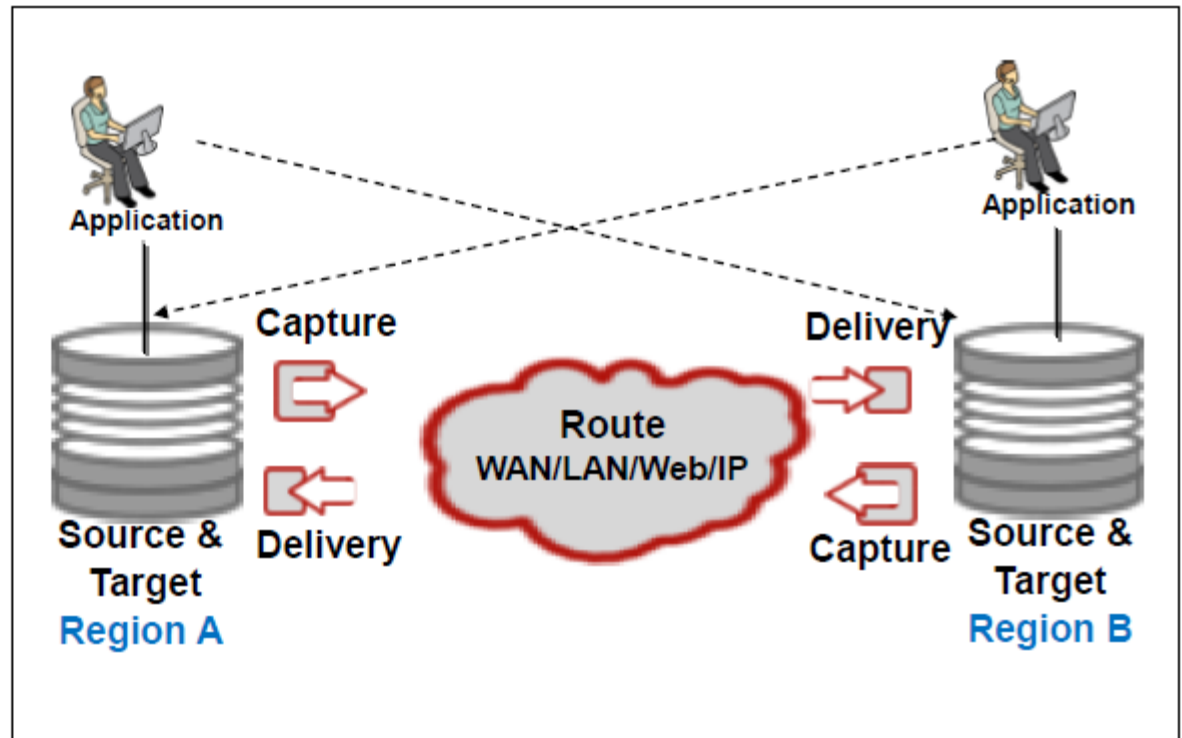 Application
Application
Capture
Delivery
Route
WAN/LAN/Web/IP
Delivery
Capture
Source &
Target
Region A
Source &
Target
Region B